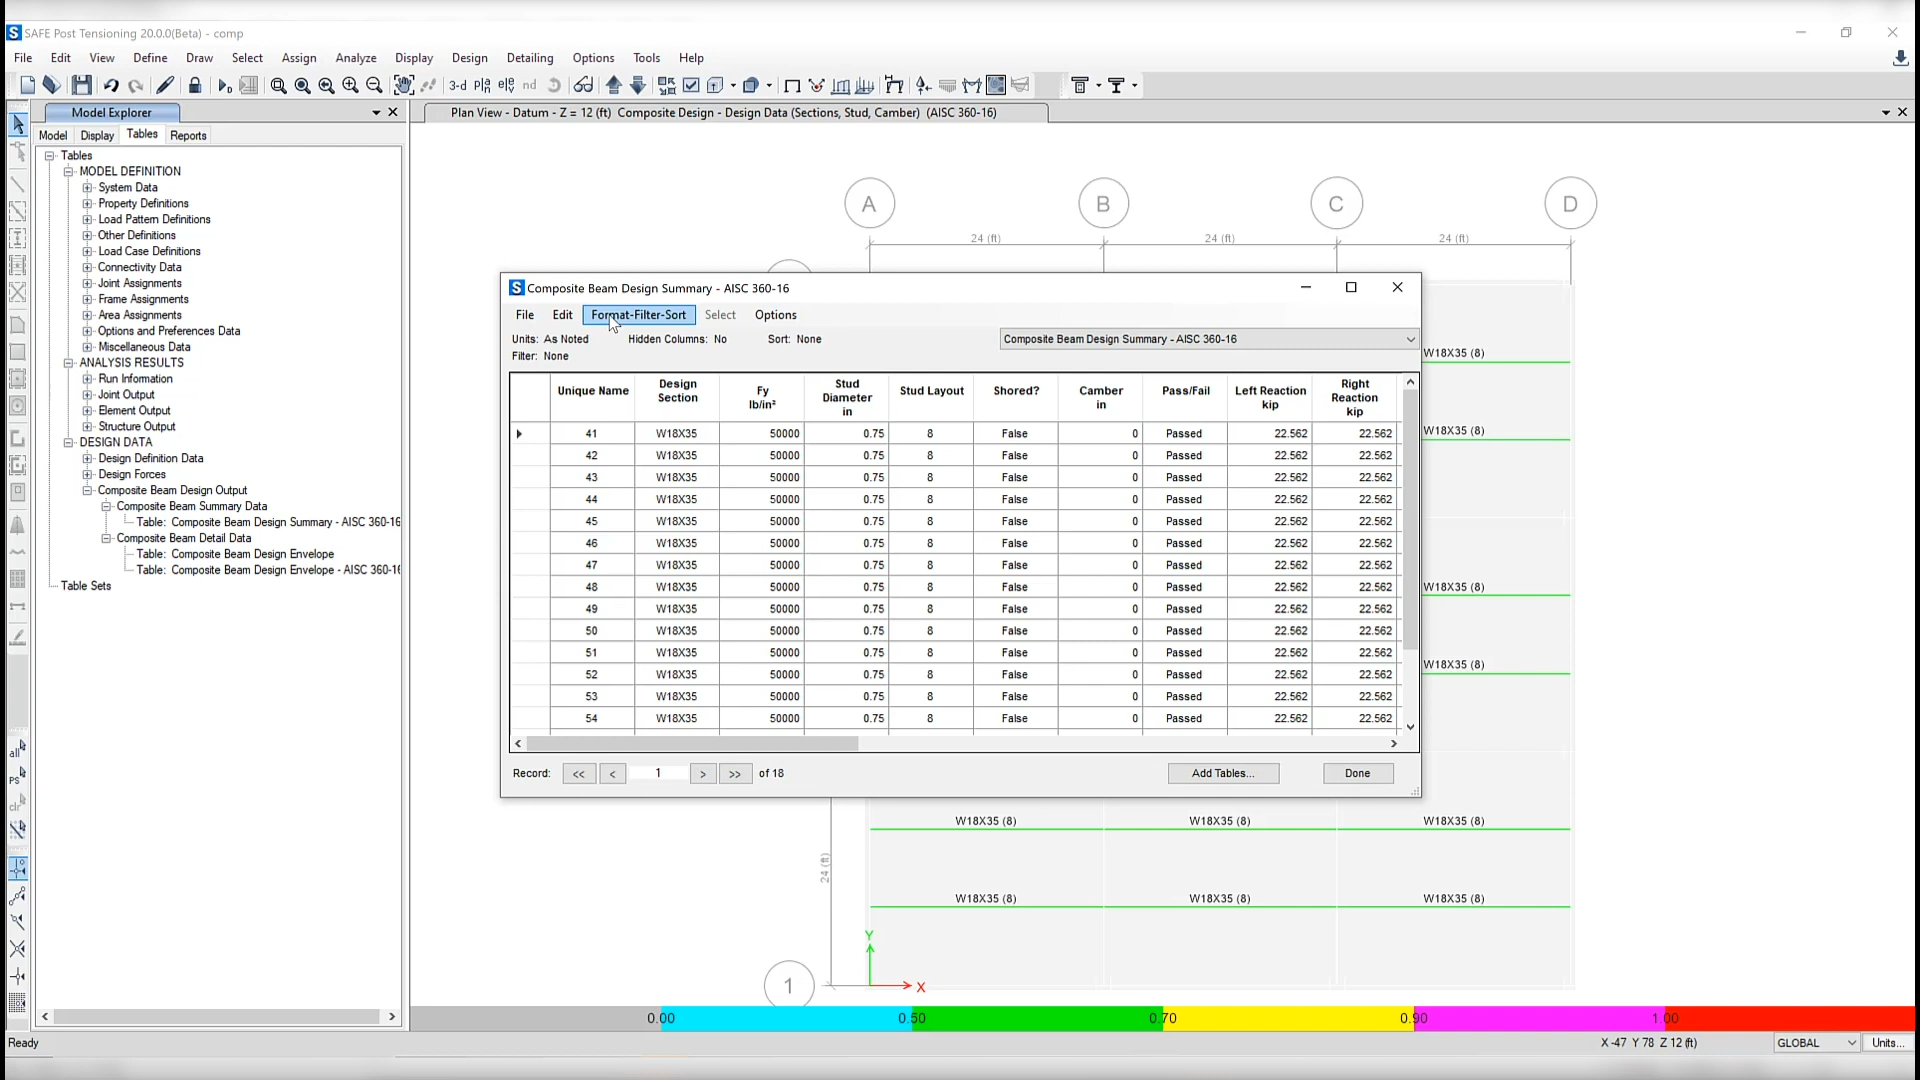 SAFE Post Tensioning 20.0.0(Beta) - comp
File Edit View Define Draw Select Assign Analyze Display Design Detailing Options Tools Help
3-d nd
Model Explorer
Plan View - Datum - Z = 12 (ft) Composite Design - Design Data (Sections, Stud, Camber) (AISC 360-16)
Model Display Tables Reports
Tables
MODEL DEFINITION
System Data
Property Definitions
Load Pattern Definitions
Other Definitions
Load Case Definitions
Connectivity Data
Joint Assignments
Frame Assignments
Area Assignments
Options and Preferences Data
Miscellaneous Data
ANALYSIS RESULTS
Run Information
Joint Output
Element Output
Structure Output
DESIGN DATA
Design Definition Data
Design Forces
Composite Beam Design Output
Composite Beam Summary Data
Table: Composite Beam Design Summary - AISC 360-16
Composite Beam Detail Data
Table: Composite Beam Design Envelope
Table: Composite Beam Design Envelope - AISC 360-16
Table Sets
all
PS
clr
A B C D
24 (ft) 24 (ft) 24 (ft)
Composite Beam Design Summary - AISC 360-16
File Edit Format-Filter-Sort Select Options
Units: As Noted Hidden Columns: No Sort: None Composite Beam Design Summary - AISC 360-16
Filter: None
Unique Name Design Section Fy lb/in² Stud Diameter in Stud Layout Shored? Camber in Pass/Fail Left Reaction kip Right Reaction kip
41 W18X35 50000 0.75 8 False 0 Passed 22.562 22.562
42 W18X35 50000 0.75 8 False 0 Passed 22.562 22.562
43 W18X35 50000 0.75 8 False 0 Passed 22.562 22.562
44 W18X35 50000 0.75 8 False 0 Passed 22.562 22.562
45 W18X35 50000 0.75 8 False 0 Passed 22.562 22.562
46 W18X35 50000 0.75 8 False 0 Passed 22.562 22.562
47 W18X35 50000 0.75 8 False 0 Passed 22.562 22.562
48 W18X35 50000 0.75 8 False 0 Passed 22.562 22.562
49 W18X35 50000 0.75 8 False 0 Passed 22.562 22.562
50 W18X35 50000 0.75 8 False 0 Passed 22.562 22.562
51 W18X35 50000 0.75 8 False 0 Passed 22.562 22.562
52 W18X35 50000 0.75 8 False 0 Passed 22.562 22.562
53 W18X35 50000 0.75 8 False 0 Passed 22.562 22.562
54 W18X35 50000 0.75 8 False 0 Passed 22.562 22.562
Record: << < 1 > >> of 18 Add Tables... Done
W18X35 (8)
W18X35 (8)
W18X35 (8)
W18X35 (8)
W18X35 (8) W18X35 (8) W18X35 (8)
24 (ft)
W18X35 (8) W18X35 (8) W18X35 (8)
Y
1 X
0.00 0.50 0.70 0.90 1.00
Ready X -47 Y 78 Z 12 (ft) GLOBAL Units...